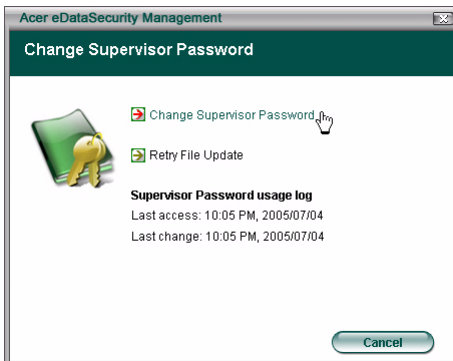 Acer eDataSecurity Management
Change Supervisor Password
Change Supervisor Password
Retry File Update
Supervisor Password usage log
Last access: 10:05 PM, 2005/07/04
Last change: 10:05 PM, 2005/07/04
Cancel